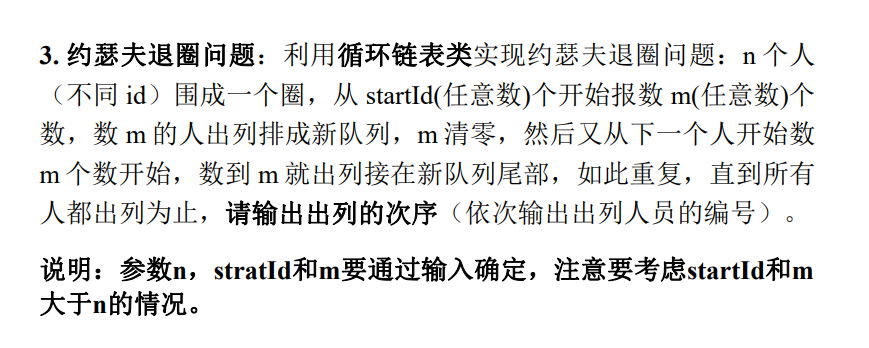 3. 约瑟夫退圈问题：利用循环链表类实现约瑟夫退圈问题：n 个人
（不同 id）围成一个圈，从 startId(任意数)个开始报数 m(任意数)个
数，数 m 的人出列排成新队列，m 清零，然后又从下一个人开始数
m 个数开始，数到 m 就出列接在新队列尾部，如此重复，直到所有
人都出列为止，请输出出列的次序（依次输出出列人员的编号）。
说明：参数n，stratId和m要通过输入确定，注意要考虑startId和m
大于n的情况。